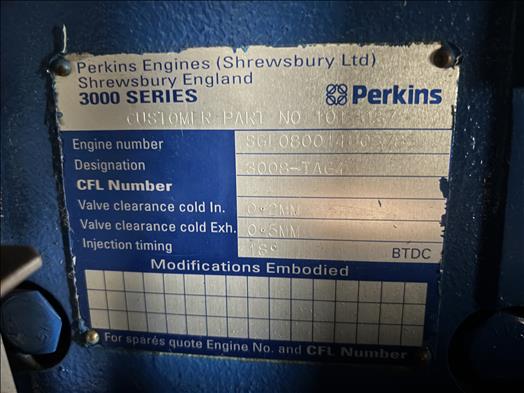 Perkins Engines (Shrewsbury Ltd)
Shrewsbury England
3000 SERIES
Perkins
CUSTOMER PART NO
Engine number
Designation
CFL Number
Valve clearance cold In. 0•2MM
Valve clearance cold Exh. 0•5MM
Injection timing 18° BTDC
Modifications Embodied
For spares quote Engine No. and CFL Number